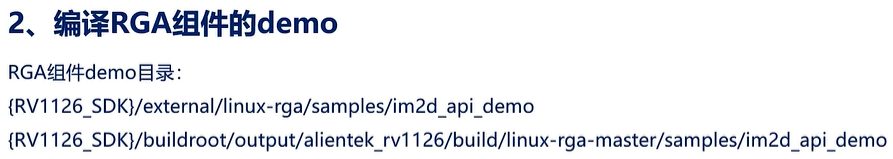 2、编译RGA组件的demo
RGA组件demo目录：
{RV1126_SDK}/external/linux-rga/samples/im2d_api_demo
{RV1126_SDK}/buildroot/output/alientek_rv1126/build/linux-rga-master/samples/im2d_api_demo